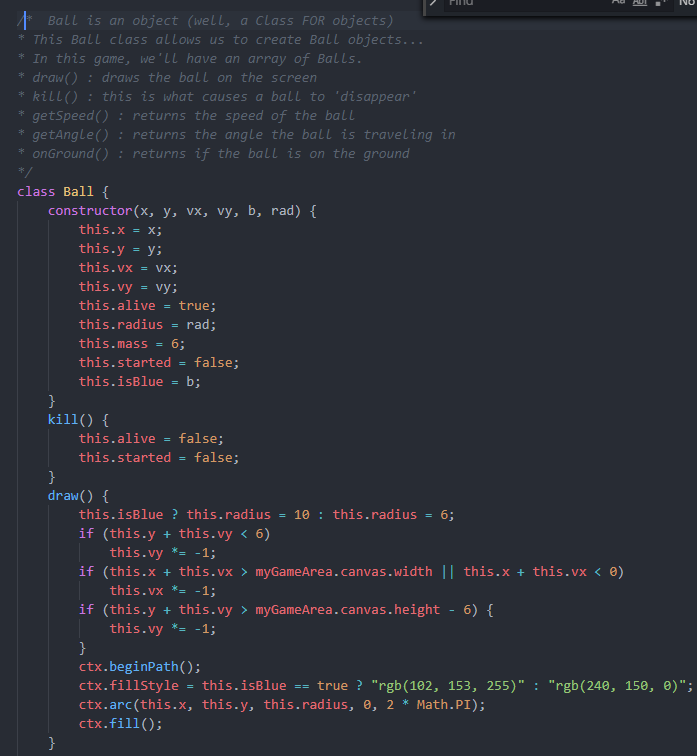 Find
Aa
Abl
No
/*  Ball is an object (well, a Class FOR objects)
* This Ball class allows us to create Ball objects...
* In this game, we'll have an array of Balls.
* draw() : draws the ball on the screen
* kill() : this is what causes a ball to 'disappear'
* getSpeed() : returns the speed of the ball
* getAngle() : returns the angle the ball is traveling in
* onGround() : returns if the ball is on the ground
*/
class Ball {
    constructor(x, y, vx, vy, b, rad) {
        this.x = x;
        this.y = y;
        this.vx = vx;
        this.vy = vy;
        this.alive = true;
        this.radius = rad;
        this.mass = 6;
        this.started = false;
        this.isBlue = b;
    }
    kill() {
        this.alive = false;
        this.started = false;
    }
    draw() {
        this.isBlue ? this.radius = 10 : this.radius = 6;
        if (this.y + this.vy < 6)
            this.vy *= -1;
        if (this.x + this.vx > myGameArea.canvas.width || this.x + this.vx < 0)
            this.vx *= -1;
        if (this.y + this.vy > myGameArea.canvas.height - 6) {
            this.vy *= -1;
        }
        ctx.beginPath();
        ctx.fillStyle = this.isBlue == true ? "rgb(102, 153, 255)" : "rgb(240, 150, 0)";
        ctx.arc(this.x, this.y, this.radius, 0, 2 * Math.PI);
        ctx.fill();
    }